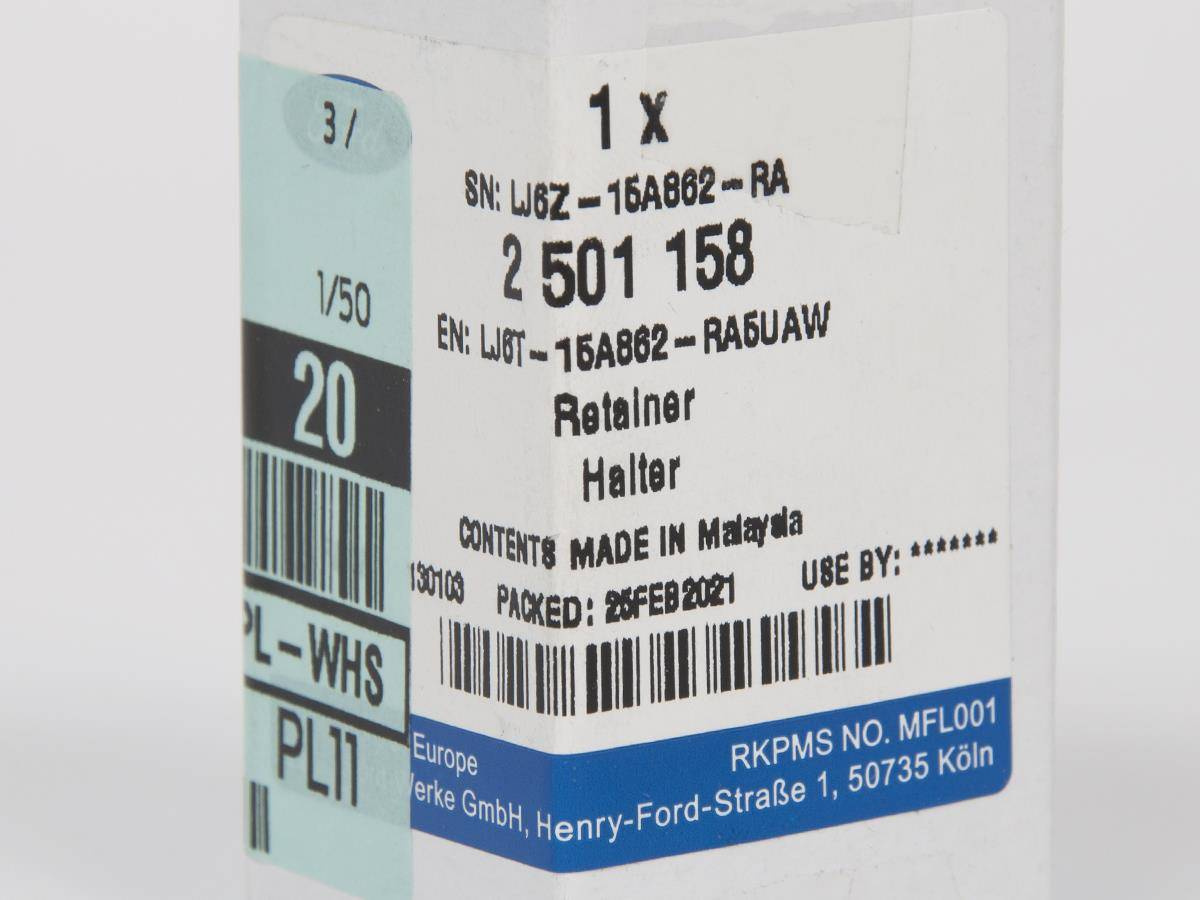 3/
1/50
20
PL-WHS
PL11
1 x
SN: LJ6Z-15A862-RA
2 501 158
EN: LJ6T-15A862-RA5UAW
Retainer
Halter
CONTENTS MADE IN Malaysia
130103 PACKED: 25FEB2021 USE BY: *******
Europe RKPMS NO. MFL001
GmbH, Henry-Ford-Straße 1, 50735 Köln